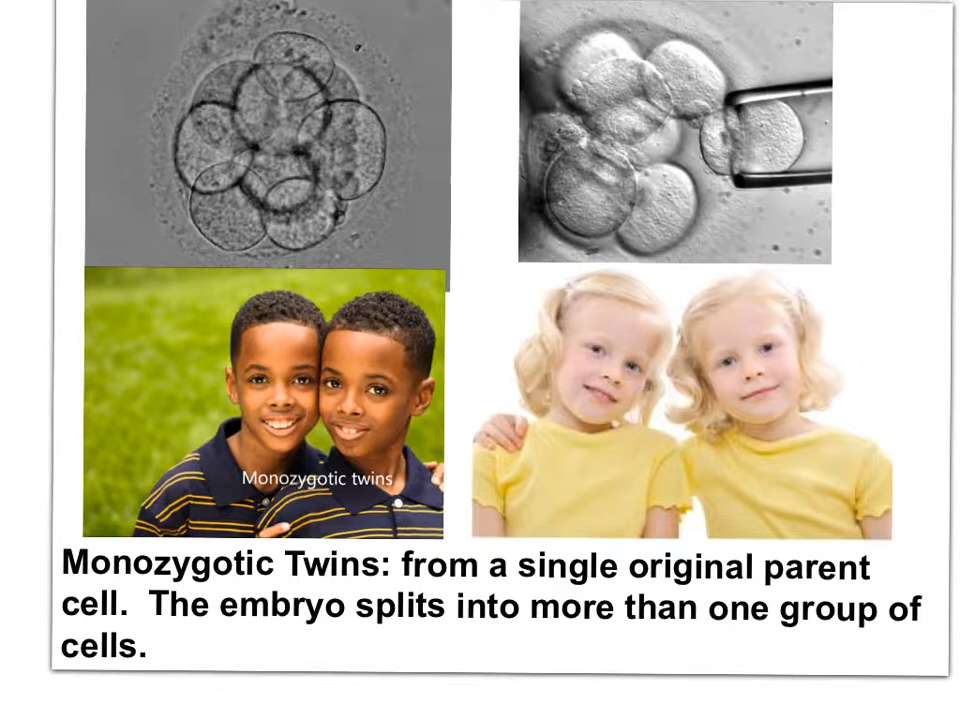 Monozygotic twins
Monozygotic Twins: from a single original parent
cell.  The embryo splits into more than one group of
cells.